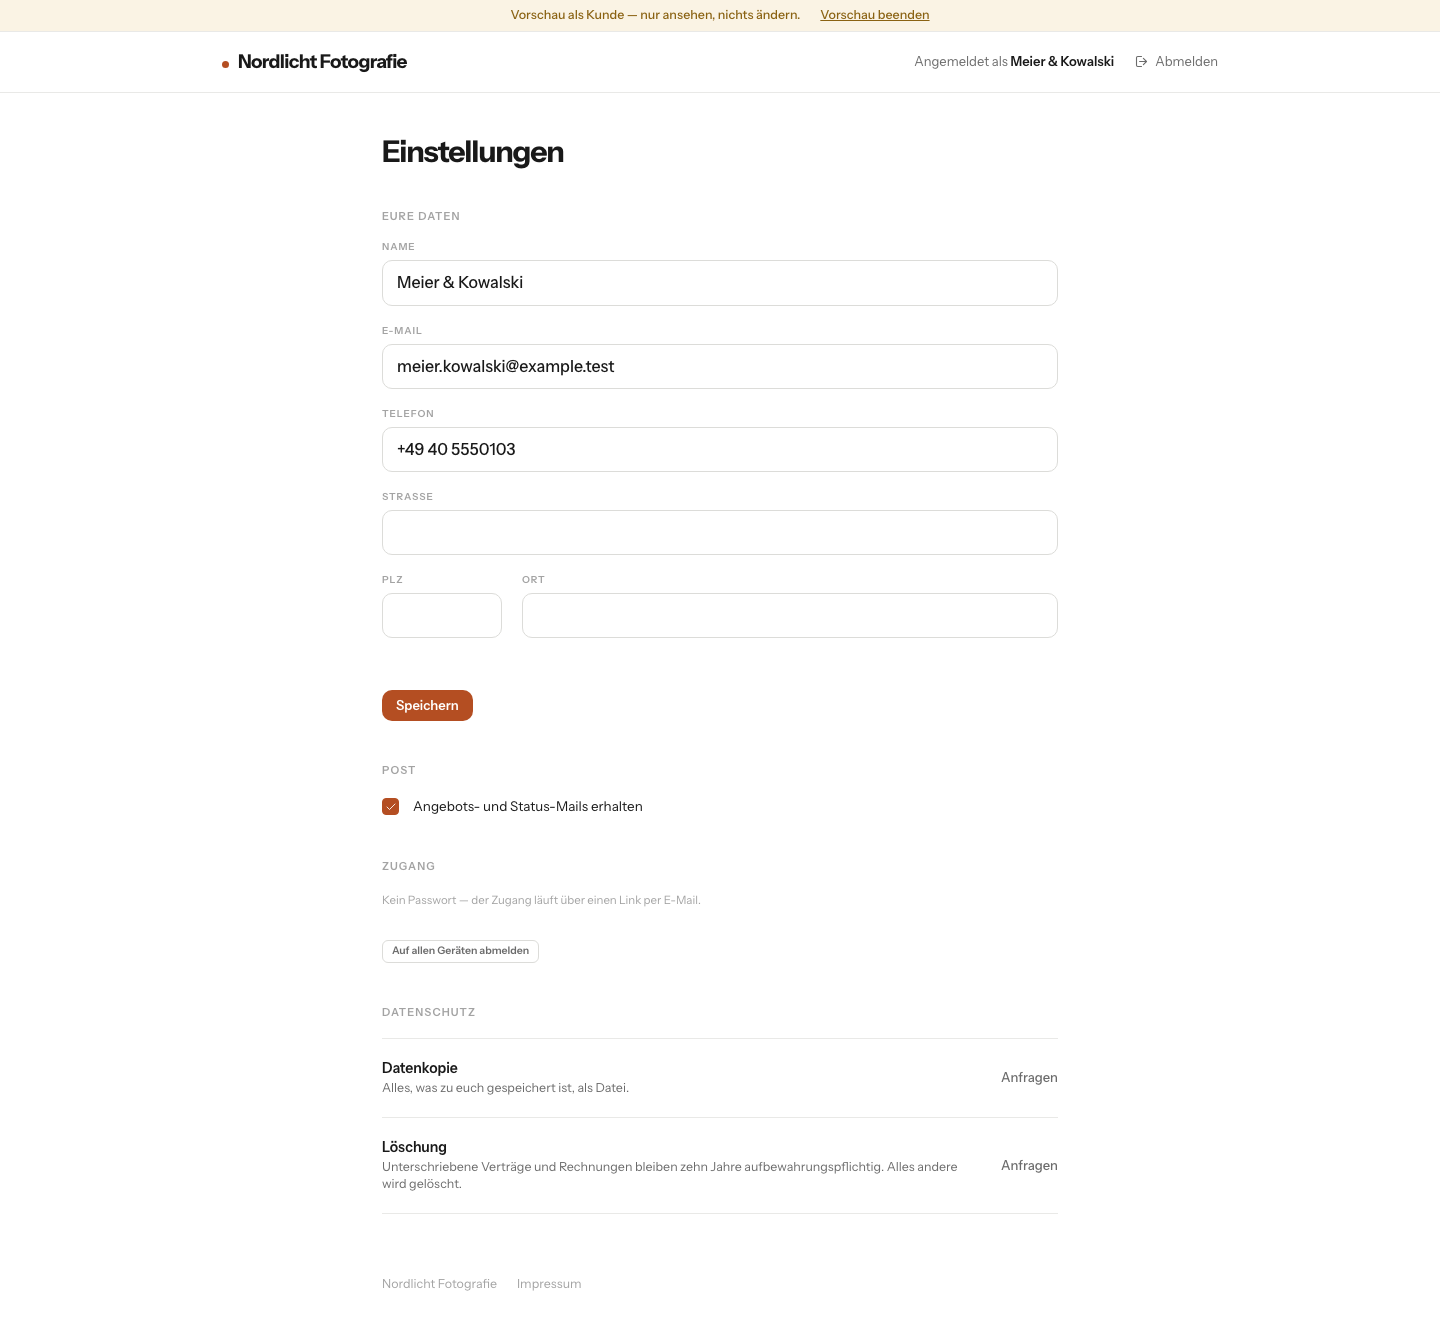 Vorschau als Kunde — nur ansehen, nichts ändern. Vorschau beenden
Nordlicht Fotografie
Angemeldet als Meier & Kowalski Abmelden
Einstellungen
EURE DATEN
NAME
Meier & Kowalski
E-MAIL
meier.kowalski@example.test
TELEFON
+49 40 5550103
STRASSE
PLZ ORT
Speichern
POST
Angebots- und Status-Mails erhalten
ZUGANG
Kein Passwort — der Zugang läuft über einen Link per E-Mail.
Auf allen Geräten abmelden
DATENSCHUTZ
Datenkopie
Alles, was zu euch gespeichert ist, als Datei.
Anfragen
Löschung
Unterschriebene Verträge und Rechnungen bleiben zehn Jahre aufbewahrungspflichtig. Alles andere
wird gelöscht.
Anfragen
Nordlicht Fotografie Impressum